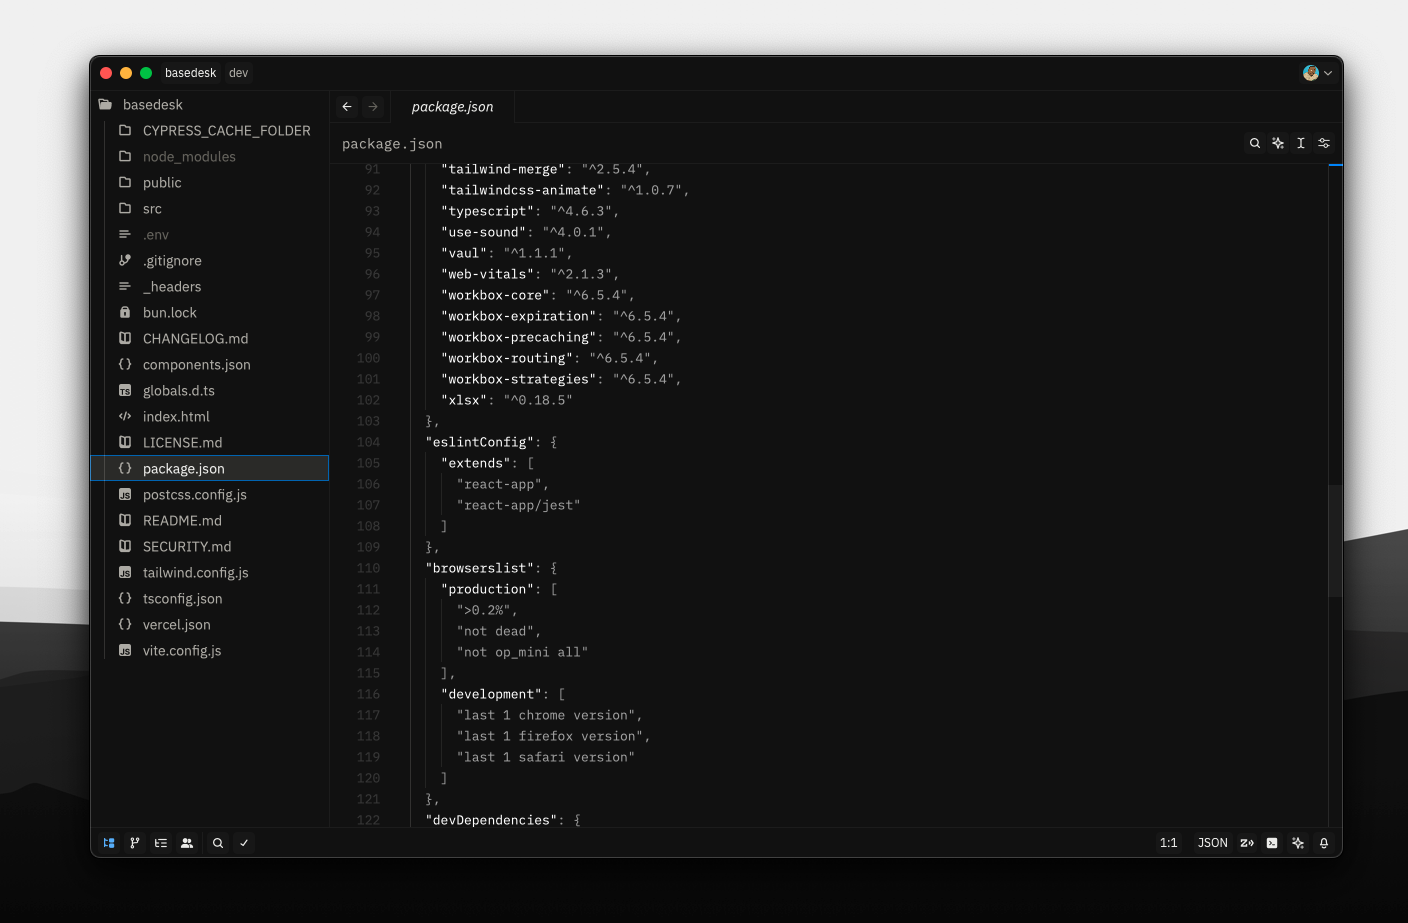 basedesk dev
basedesk
CYPRESS_CACHE_FOLDER
node_modules
public
src
.env
.gitignore
_headers
bun.lock
CHANGELOG.md
components.json
globals.d.ts
index.html
LICENSE.md
package.json
postcss.config.js
README.md
SECURITY.md
tailwind.config.js
tsconfig.json
vercel.json
vite.config.js
package.json
package.json
91 "tailwind-merge": "^2.5.4",
92 "tailwindcss-animate": "^1.0.7",
93 "typescript": "^4.6.3",
94 "use-sound": "^4.0.1",
95 "vaul": "^1.1.1",
96 "web-vitals": "^2.1.3",
97 "workbox-core": "^6.5.4",
98 "workbox-expiration": "^6.5.4",
99 "workbox-precaching": "^6.5.4",
100 "workbox-routing": "^6.5.4",
101 "workbox-strategies": "^6.5.4",
102 "xlsx": "^0.18.5"
103 },
104 "eslintConfig": {
105 "extends": [
106 "react-app",
107 "react-app/jest"
108 ]
109 },
110 "browserslist": {
111 "production": [
112 ">0.2%",
113 "not dead",
114 "not op_mini all"
115 ],
116 "development": [
117 "last 1 chrome version",
118 "last 1 firefox version",
119 "last 1 safari version"
120 ]
121 },
122 "devDependencies": {
1:1 JSON